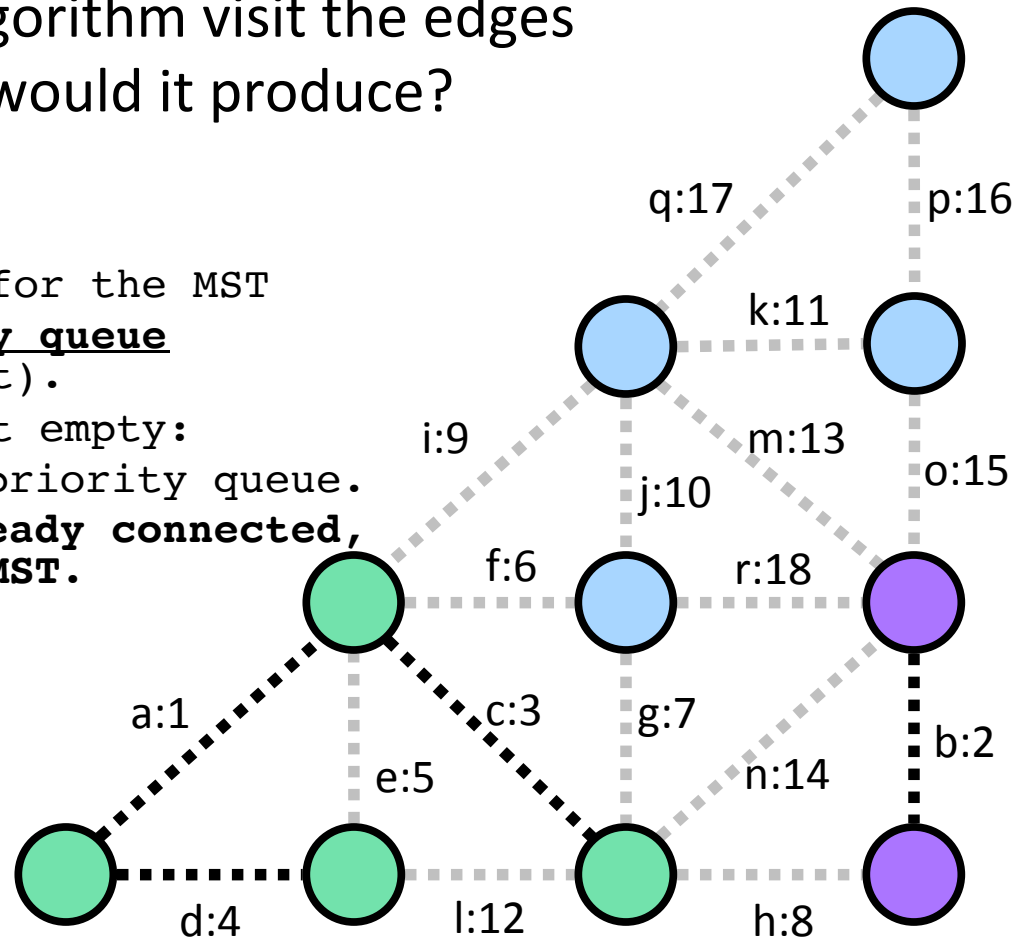 gorithm visit the edges
would it produce?
for the MST
y queue
t).
t empty:
priority queue.
eady connected,
MST.
q:17
p:16
k:11
i:9
m:13
j:10
o:15
f:6
r:18
a:1
c:3
g:7
b:2
e:5
n:14
d:4
l:12
h:8